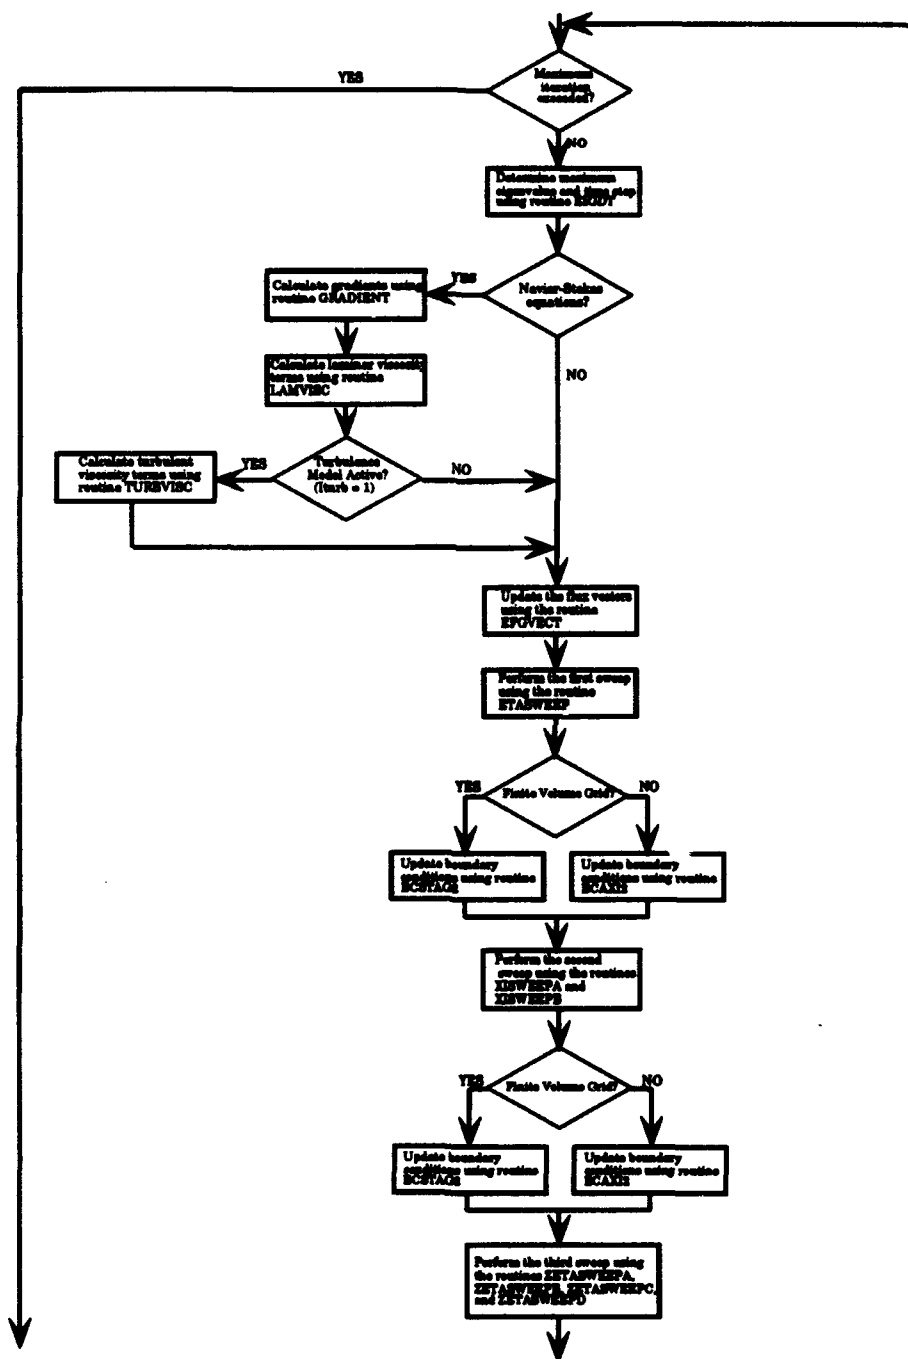 YES
Maximum
iteration
exceeded?
NO
Determine maximum
eigenvalue and time step
using routine EIGDT
YES
Navier-Stokes
equations?
NO
Calculate gradients using
routine GRADIENT
Calculate laminar viscosity
terms using routine
LAMVISC
Calculate turbulent
viscosity terms using
routine TURBVISC
YES
Turbulence
Model Active?
(Iturb = 1)
NO
Update the flux vectors
using the routine
EFGVECT
Perform the first sweep
using the routine
ETASWEEP
YES
Finite Volume Grid?
NO
Update boundary
conditions using routine
Update boundary
conditions using routine
Perform the second
sweep using the routines
XISWEEPA and
XISWEEPB
YES
Finite Volume Grid?
NO
Update boundary
conditions using routine
Update boundary
conditions using routine
Perform the third sweep using
the routines ZETASWEEPA,
ZETASWEEPB, ZETASWEEPC,
and ZETASWEEPD